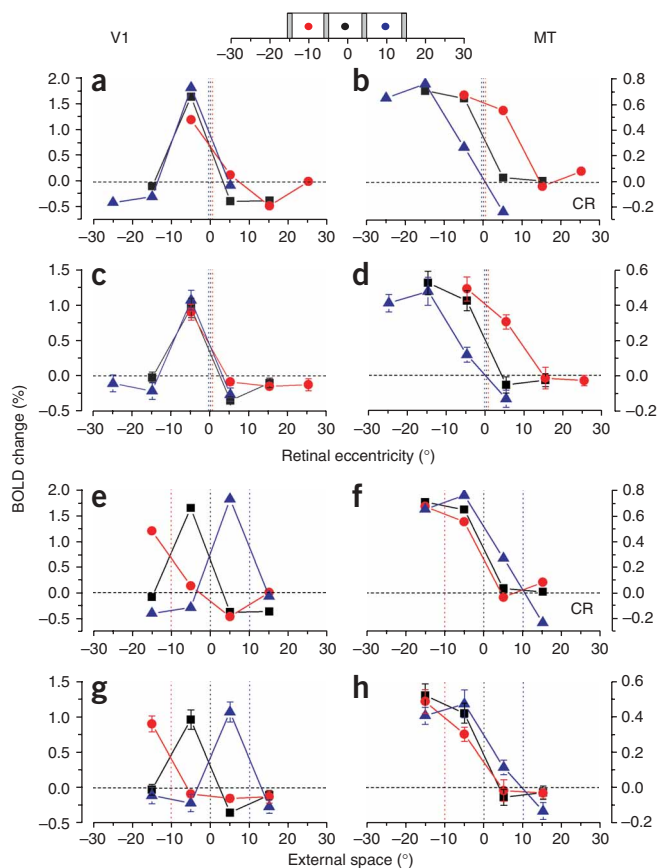 V1
MT
−30 −20 −10 0 10 20 30
a
b
2.0 1.5 1.0 0.5 0.0 −0.5
0.8 0.6 0.4 0.2 0.0 −0.2
CR
−30 −20 −10 0 10 20 30
−30 −20 −10 0 10 20 30
c
d
1.5 1.0 0.5 0.0 −0.5
0.6 0.4 0.2 0.0 −0.2
−30 −20 −10 0 10 20 30
−30 −20 −10 0 10 20 30
Retinal eccentricity (°)
BOLD change (%)
e
f
2.0 1.5 1.0 0.5 0.0 −0.5
0.8 0.6 0.4 0.2 0.0 −0.2
CR
−30 −20 −10 0 10 20 30
−30 −20 −10 0 10 20 30
g
h
1.5 1.0 0.5 0.0 −0.5
0.6 0.4 0.2 0.0 −0.2
−30 −20 −10 0 10 20 30
−30 −20 −10 0 10 20 30
External space (°)